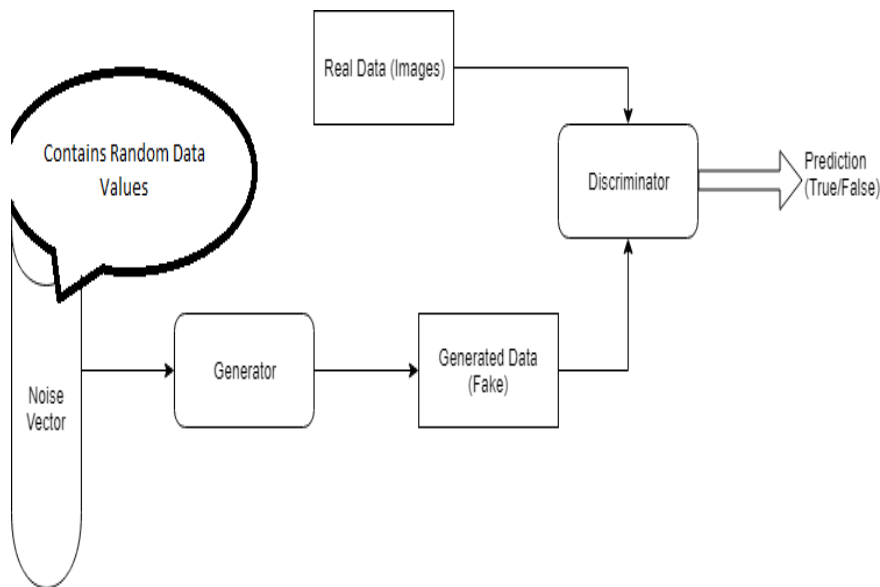 Real Data (Images)
Contains Random Data
Values
Discriminator
Prediction
(True/False)
Noise
Vector
Generator
Generated Data
(Fake)